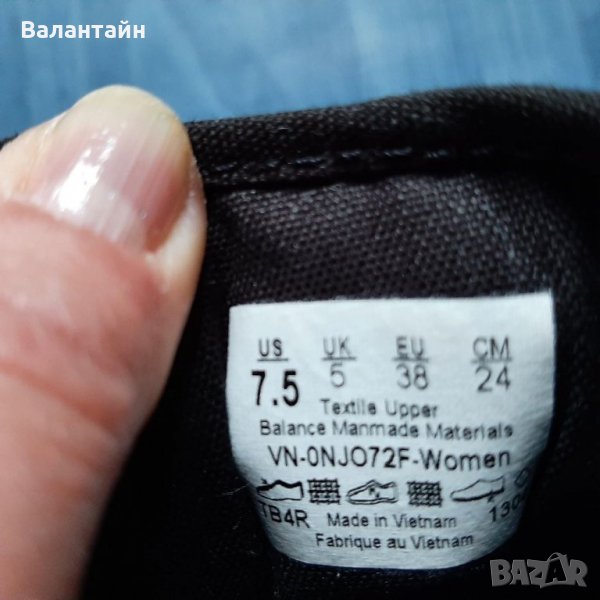 Валантайн
US UK EU CM
7.5 5 38 24
Textile Upper
Balance Manmade Materials
VN-0NJO72F-Women
TB4R Made in Vietnam
Fabrique au Vietnam
BAZAR